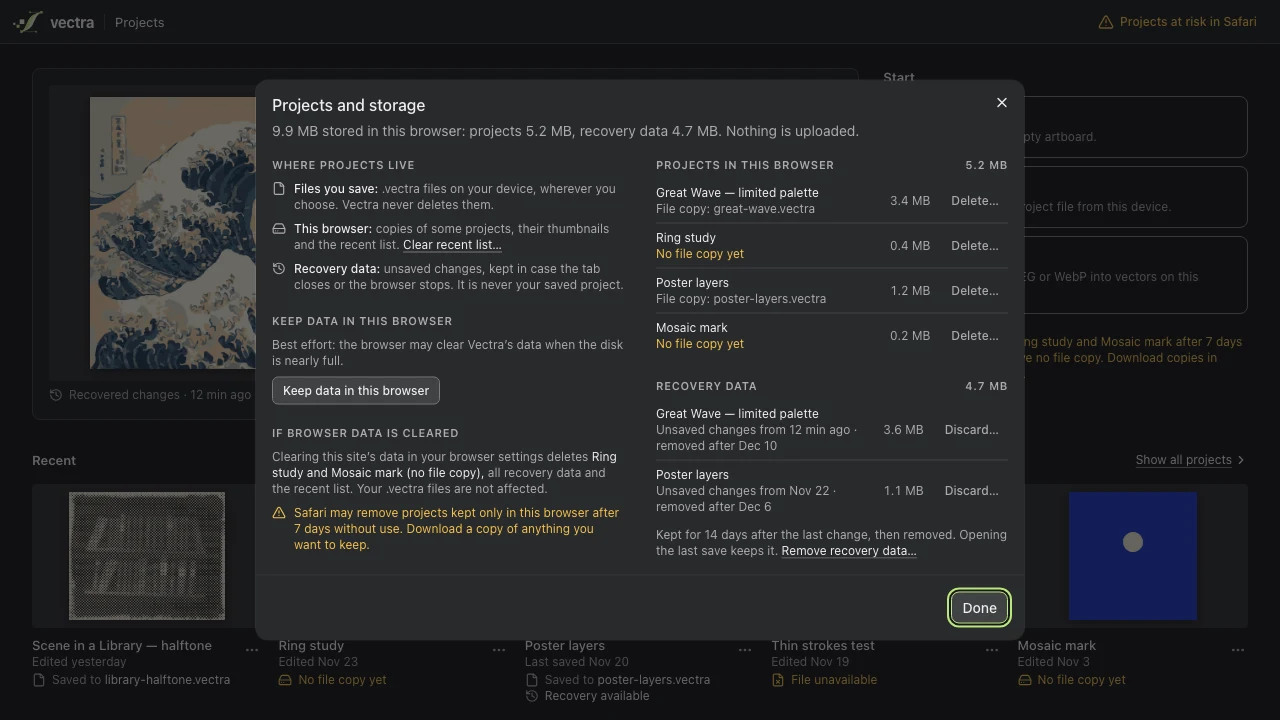 vectra
Projects
Projects at risk in Safari
Start
pty artboard.
roject file from this device.
EG or WebP into vectors on this
ng study and Mosaic mark after 7 days
e no file copy. Download copies in
Recovered changes · 12 min ago
Projects and storage
9.9 MB stored in this browser: projects 5.2 MB, recovery data 4.7 MB. Nothing is uploaded.
WHERE PROJECTS LIVE
Files you save: .vectra files on your device, wherever you
choose. Vectra never deletes them.
This browser: copies of some projects, their thumbnails
and the recent list. Clear recent list…
Recovery data: unsaved changes, kept in case the tab
closes or the browser stops. It is never your saved project.
KEEP DATA IN THIS BROWSER
Best effort: the browser may clear Vectra’s data when the disk
is nearly full.
Keep data in this browser
IF BROWSER DATA IS CLEARED
Clearing this site’s data in your browser settings deletes Ring
study and Mosaic mark (no file copy), all recovery data and
the recent list. Your .vectra files are not affected.
Safari may remove projects kept only in this browser after
7 days without use. Download a copy of anything you
want to keep.
PROJECTS IN THIS BROWSER 5.2 MB
Great Wave — limited palette
File copy: great-wave.vectra
3.4 MB Delete…
Ring study
No file copy yet
0.4 MB Delete…
Poster layers
File copy: poster-layers.vectra
1.2 MB Delete…
Mosaic mark
No file copy yet
0.2 MB Delete…
RECOVERY DATA 4.7 MB
Great Wave — limited palette
Unsaved changes from 12 min ago ·
removed after Dec 10
3.6 MB Discard…
Poster layers
Unsaved changes from Nov 22 ·
removed after Dec 6
1.1 MB Discard…
Kept for 14 days after the last change, then removed. Opening
the last save keeps it. Remove recovery data…
Done
Recent
Show all projects
Scene in a Library — halftone
Edited yesterday
Saved to library-halftone.vectra
Ring study
Edited Nov 23
No file copy yet
Poster layers
Last saved Nov 20
Saved to poster-layers.vectra
Recovery available
Thin strokes test
Edited Nov 19
File unavailable
Mosaic mark
Edited Nov 3
No file copy yet